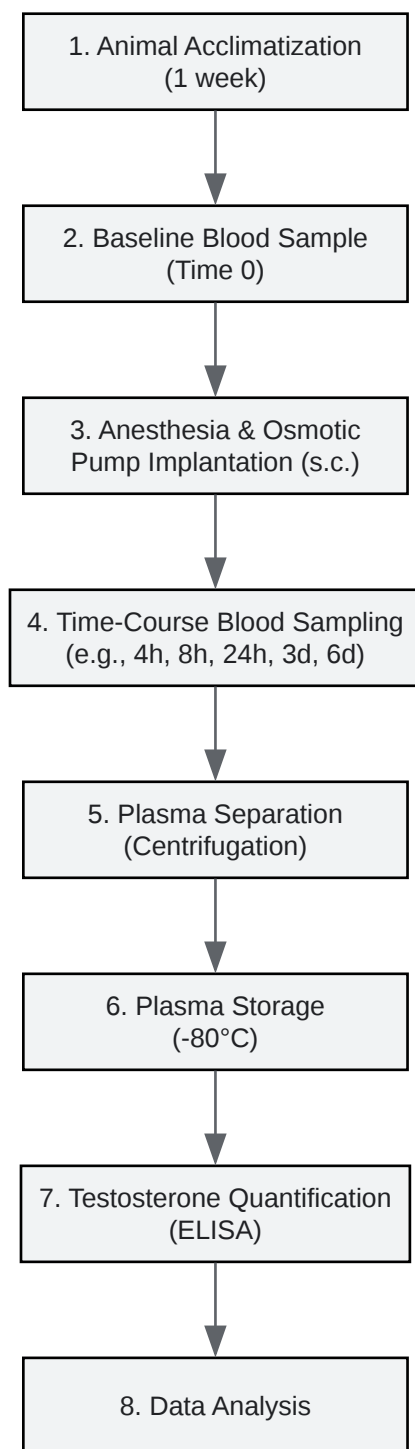 1. Animal Acclimatization
(1 week)
2. Baseline Blood Sample
(Time 0)
3. Anesthesia & Osmotic
Pump Implantation (s.c.)
4. Time-Course Blood Sampling
(e.g., 4h, 8h, 24h, 3d, 6d)
5. Plasma Separation
(Centrifugation)
6. Plasma Storage
(-80°C)
7. Testosterone Quantification
(ELISA)
8. Data Analysis